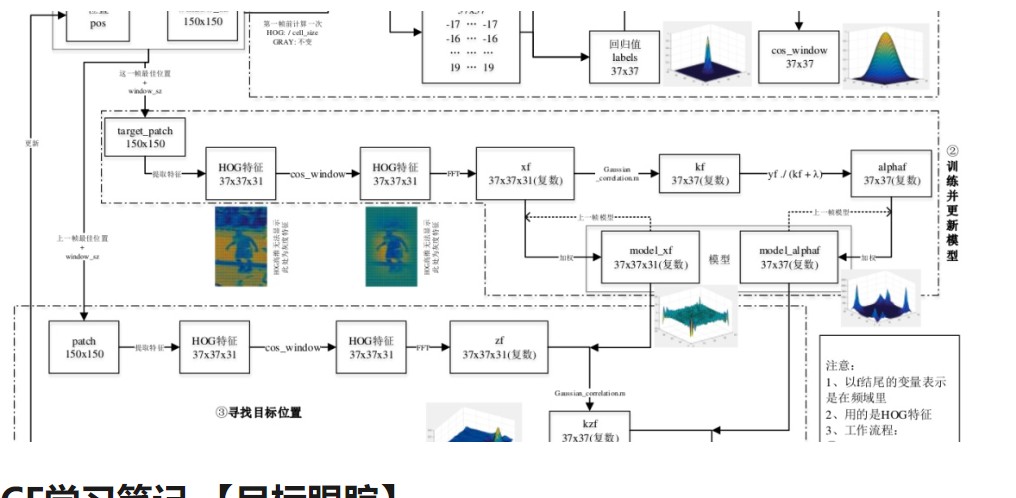 pos
150x150
第一帧前计算一次
HOG: / cell_size
GRAY: 不变
-17 ··· -17
-16 ··· -16
··· ··· ···
19 ··· 19
回归值
labels
37x37
cos_window
37x37
这一帧最佳位置
+
window_sz
更新
target_patch
150x150
提取特征
HOG特征
37x37x31
cos_window
HOG特征
37x37x31
FFT
xf
37x37x31(复数)
Gaussian
_correlation.m
kf
37x37(复数)
yf ./ (kf + λ)
alphaf
37x37(复数)
②训练并更新模型
HOG高维无法显示
此处为灰度特征
HOG高维无法显示
此处为灰度特征
上一帧模型
上一帧模型
加权
model_xf
37x37x31(复数)
模型
model_alphaf
37x37(复数)
加权
上一帧最佳位置
+
window_sz
patch
150x150
提取特征
HOG特征
37x37x31
cos_window
HOG特征
37x37x31
FFT
zf
37x37x31(复数)
Gaussian_correlation.m
kzf
37x37(复数)
③寻找目标位置
注意：
1、以f结尾的变量表示
是在频域里
2、用的是HOG特征
3、工作流程：
CF学习笔记 【目标跟踪】